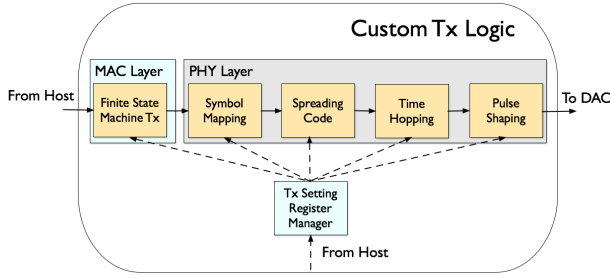 Custom Tx Logic
MAC Layer
PHY Layer
From Host
To DAC
Finite State
Machine Tx
Symbol
Mapping
Spreading
Code
Time
Hopping
Pulse
Shaping
Tx Setting
Register
Manager
From Host